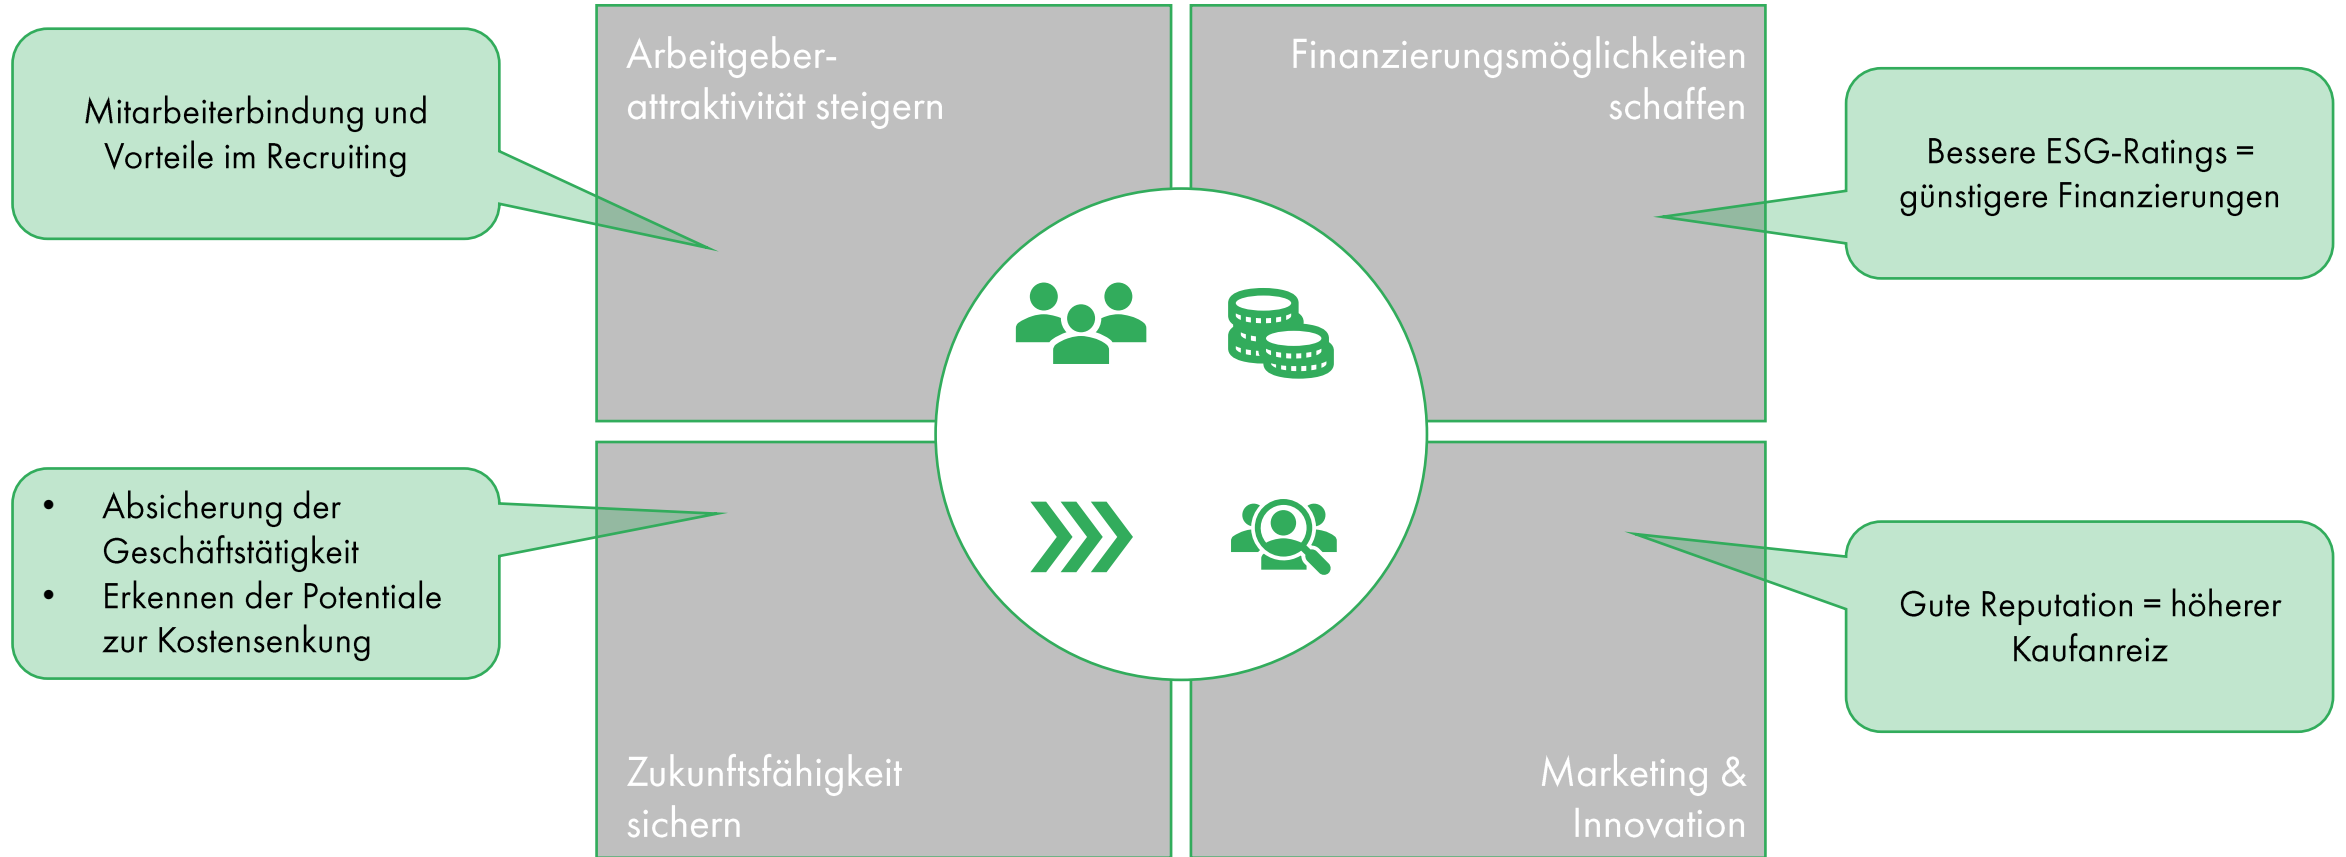 Arbeitgeber-
attraktivität steigern
Finanzierungsmöglichkeiten
schaffen
Mitarbeiterbindung und
Vorteile im Recruiting
Bessere ESG-Ratings =
günstigere Finanzierungen
• Absicherung der
Geschäftstätigkeit
• Erkennen der Potentiale
zur Kostensenkung
Gute Reputation = höherer
Kaufanreiz
Zukunftsfähigkeit
sichern
Marketing &
Innovation